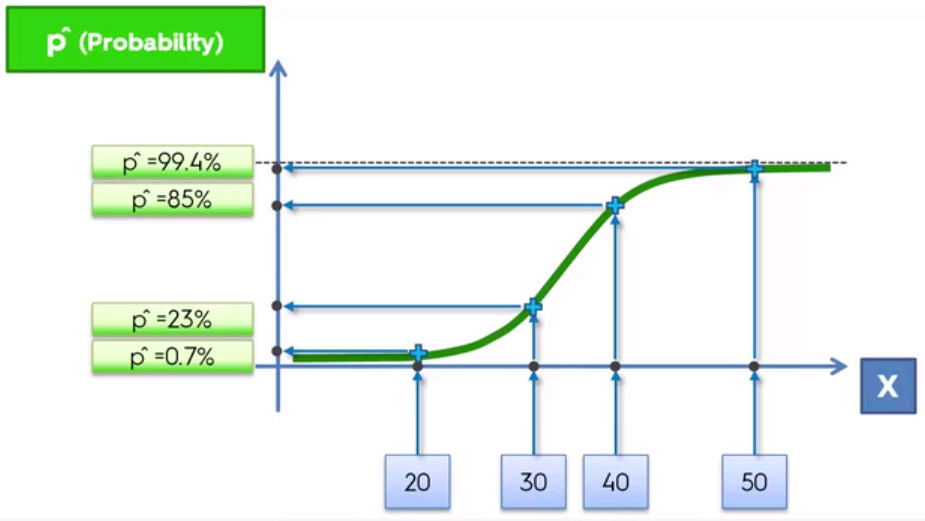 p̂ (Probability)
p̂ =99.4%
p̂ =85%
p̂ =23%
p̂ =0.7%
X
20
30
40
50